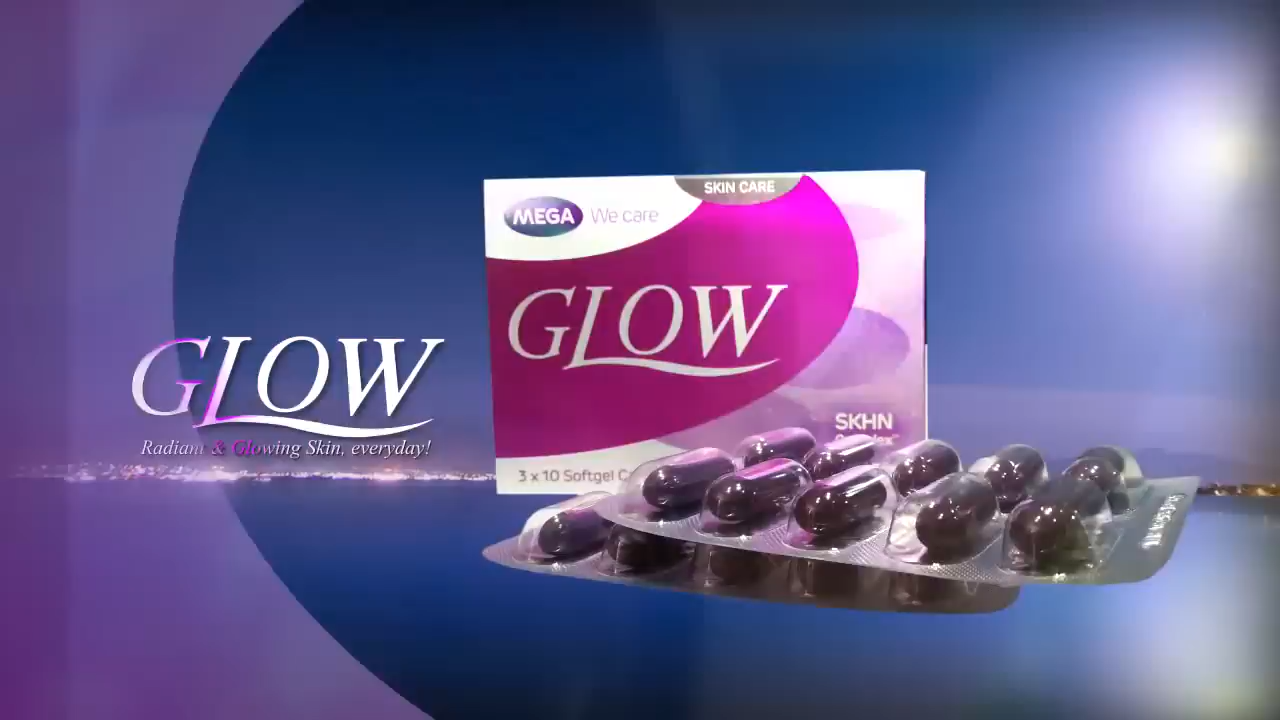 SKIN CARE
MEGA We care
GLOW
SKHN
3 x 10 Softgel
GLOW
Radiant & Glowing Skin, everyday!